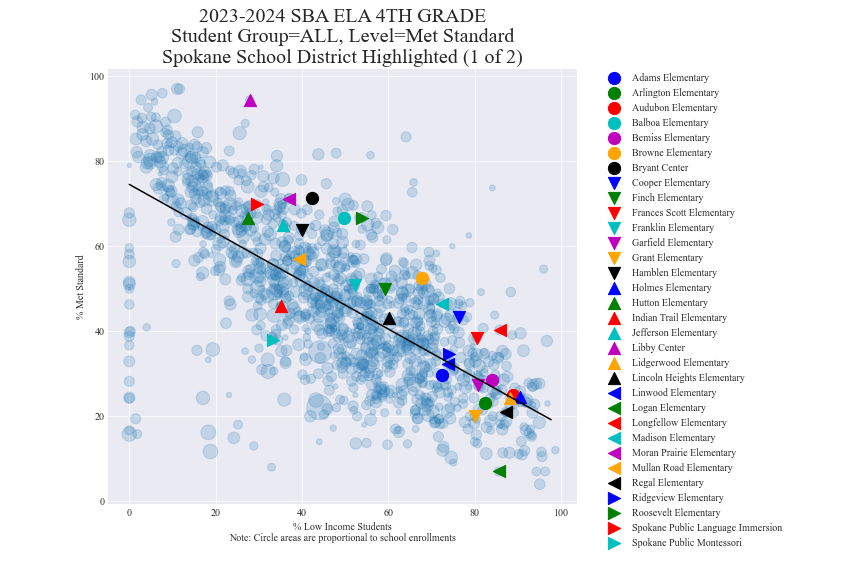 2023-2024 SBA ELA 4TH GRADE
Student Group=ALL, Level=Met Standard
Spokane School District Highlighted (1 of 2)
% Met Standard
100
80
60
40
20
0
0 20 40 60 80 100
% Low Income Students
Note: Circle areas are proportional to school enrollments
Adams Elementary
Arlington Elementary
Audubon Elementary
Balboa Elementary
Bemiss Elementary
Browne Elementary
Bryant Center
Cooper Elementary
Finch Elementary
Frances Scott Elementary
Franklin Elementary
Garfield Elementary
Grant Elementary
Hamblen Elementary
Holmes Elementary
Hutton Elementary
Indian Trail Elementary
Jefferson Elementary
Libby Center
Lidgerwood Elementary
Lincoln Heights Elementary
Linwood Elementary
Logan Elementary
Longfellow Elementary
Madison Elementary
Moran Prairie Elementary
Mullan Road Elementary
Regal Elementary
Ridgeview Elementary
Roosevelt Elementary
Spokane Public Language Immersion
Spokane Public Montessori